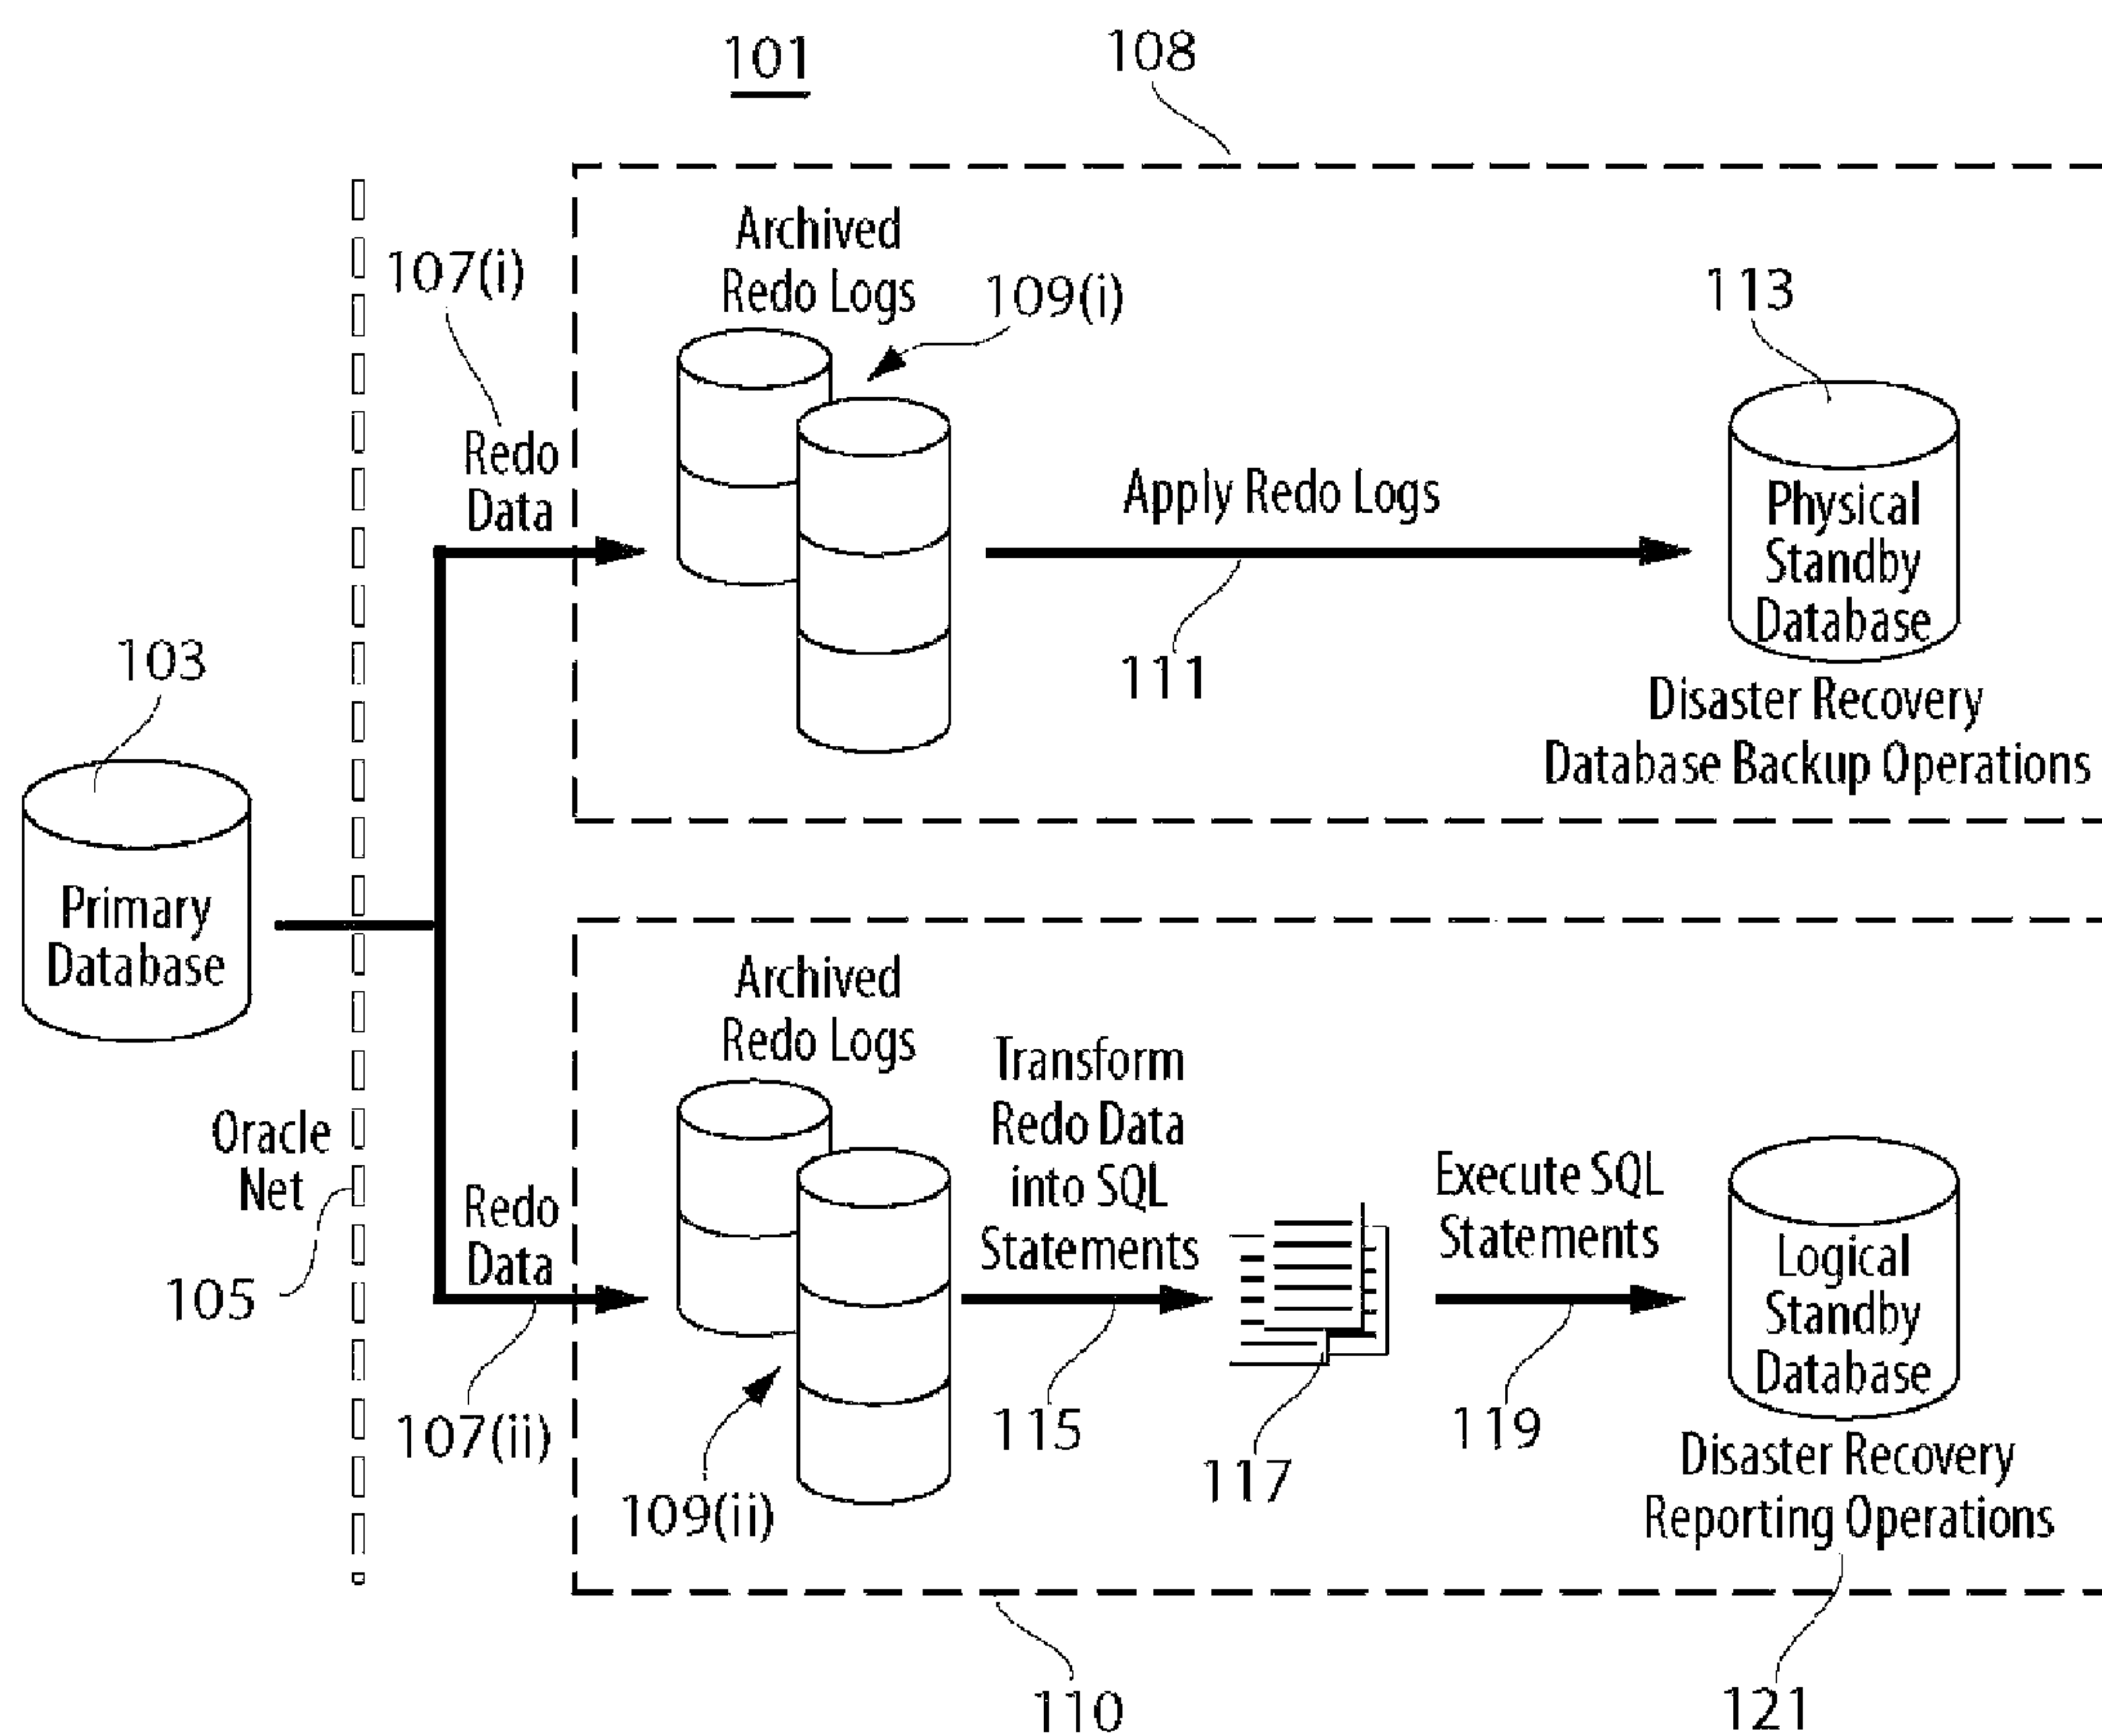 101
108
Archived
Redo Logs
107(i)
109(i)
113
Redo
Data
Apply Redo Logs
Physical
Standby
Database
111
103
Disaster Recovery
Database Backup Operations
Primary
Database
Archived
Redo Logs
Transform
Redo Data
into SQL
Statements
Oracle
Net
Redo
Data
Execute SQL
Statements
Logical
Standby
Database
105
107(ii)
115
119
117
109(ii)
Disaster Recovery
Reporting Operations
110
121